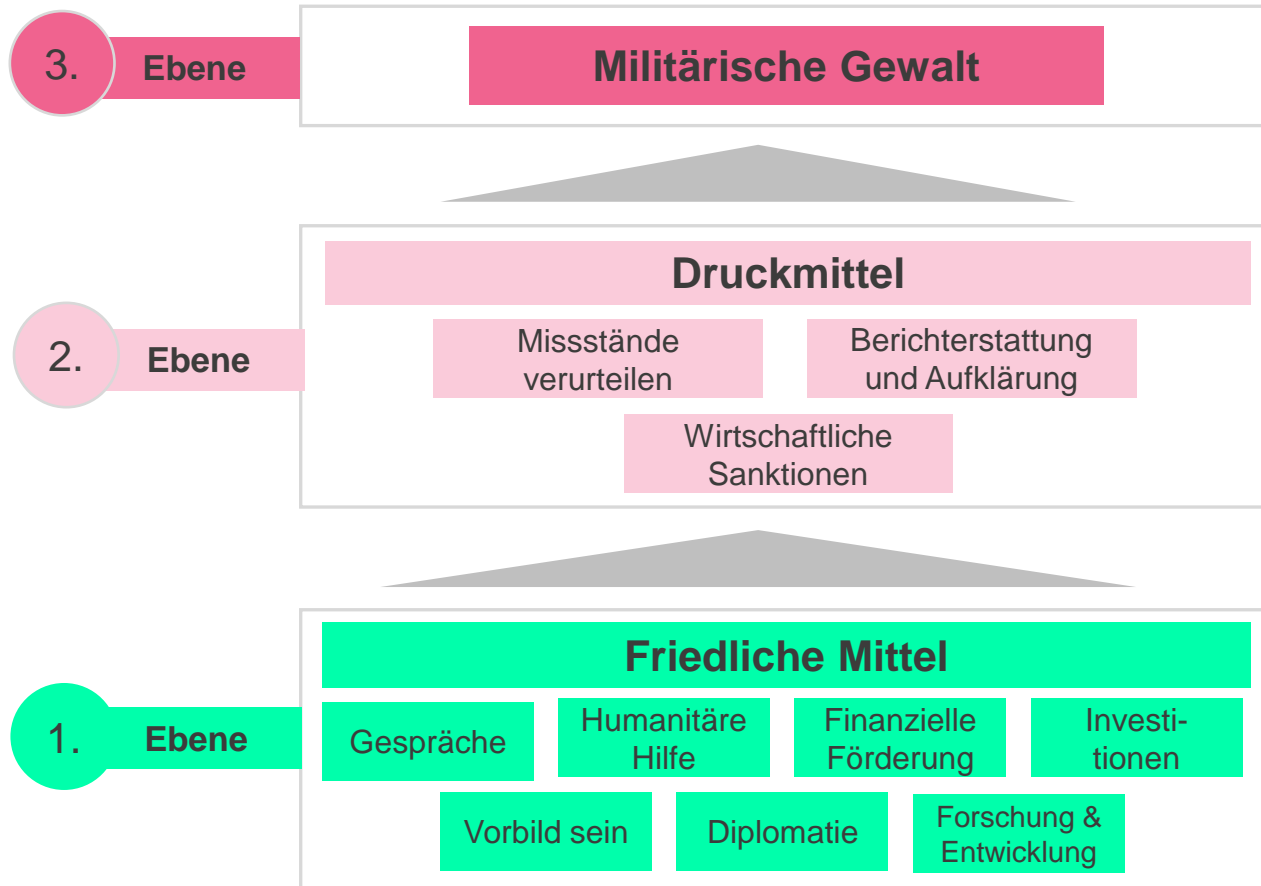 3.
Ebene
Militärische Gewalt
2.
Ebene
Druckmittel
Missstände
verurteilen
Berichterstattung
und Aufklärung
Wirtschaftliche
Sanktionen
1.
Ebene
Friedliche Mittel
Gespräche
Humanitäre
Hilfe
Finanzielle
Förderung
Investi-
tionen
Vorbild sein
Diplomatie
Forschung &
Entwicklung